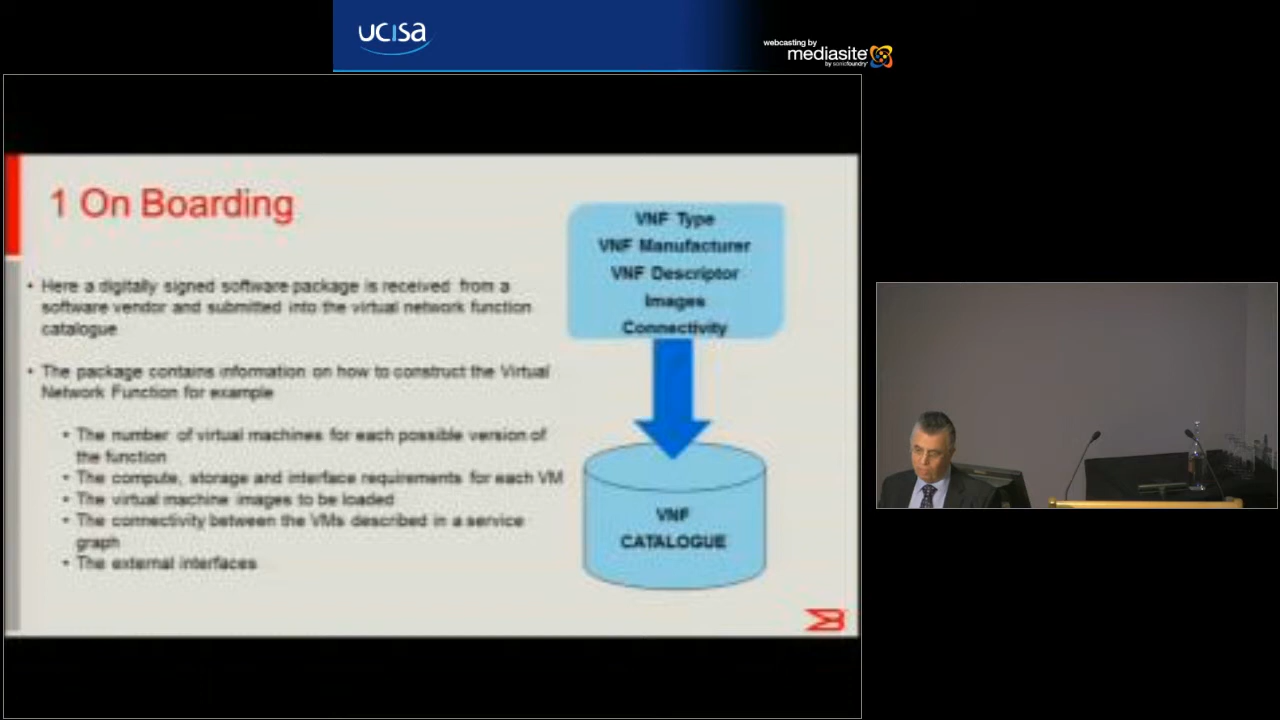 ucisa
webcasting by
mediasite
by sonicfoundry
1 On Boarding
• Here a digitally signed software package is received from a
software vendor and submitted into the virtual network function
catalogue
• The package contains information on how to construct the Virtual
Network Function for example
• The number of virtual machines for each possible version of
the function
• The compute, storage and interface requirements for each VM
• The virtual machine images to be loaded
• The connectivity between the VMs described in a service
graph
• The external interfaces
VNF Type
VNF Manufacturer
VNF Descriptor
Images
Connectivity
VNF
CATALOGUE